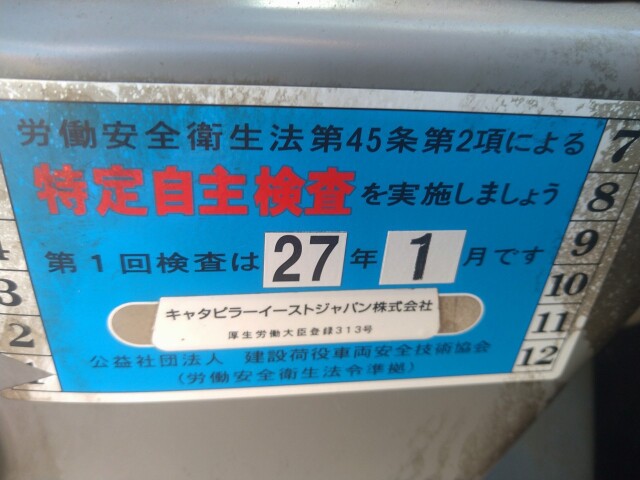 労働安全衛生法第45条第2項による
特定自主検査を実施しましょう
第1回検査は27年1月です
キャタピラーイーストジャパン株式会社
厚生労働大臣登録313号
公益社団法人 建設荷役車両安全技術協会
(労働安全衛生法令準拠)
4
3
2
7
8
9
10
11
12